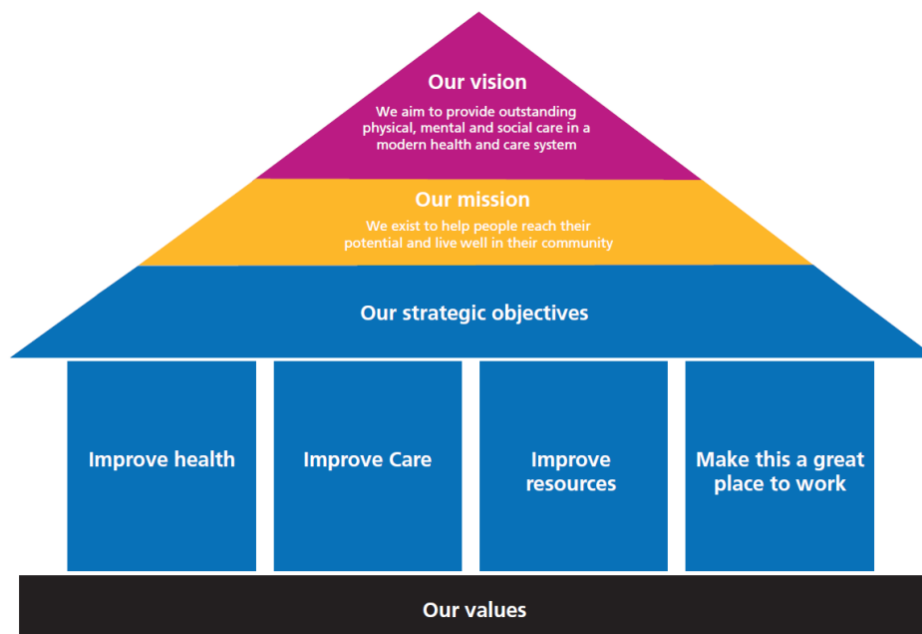 Our vision
We aim to provide outstanding
physical, mental and social care in a
modern health and care system
Our mission
We exist to help people reach their
potential and live well in their community
Our strategic objectives
Improve health
Improve Care
Improve
resources
Make this a great
place to work
Our values